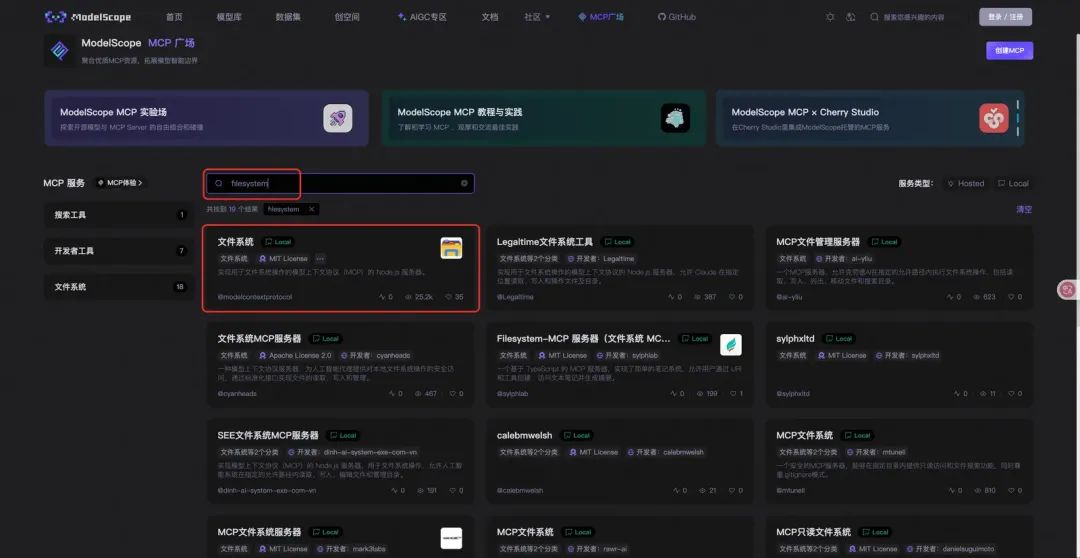 ModelScope 首页 模型库 数据集 创空间 AIGC专区 文档 社区 MCP广场 GitHub 搜索您感兴趣的内容 登录 / 注册
ModelScope MCP 广场
聚合优质MCP资源，拓展模型智能边界
创建MCP
ModelScope MCP 实验场
探索开源模型与 MCP Server 的自由组合和碰撞
ModelScope MCP 教程与实践
了解和学习 MCP，观摩和交流最佳实践
ModelScope MCP × Cherry Studio
在Cherry Studio里集成ModelScope托管的MCP服务
MCP 服务 MCP体验
filesystem
服务类型： Hosted Local
共找到 19 个结果 filesystem
清空
搜索工具 1
开发者工具 7
文件系统 18
文件系统 Local
文件系统 MIT License ...
实现用于文件系统操作的模型上下文协议（MCP）的 Node.js 服务器。
@modelcontextprotocol 0 25.2k 35
Legaltime文件系统工具 Local
文件系统等2个分类 开发者：Legaltime
实现用于文件系统操作的模型上下文协议的 Node.js 服务器，允许 Claude 在指定
位置读取、写入和操作文件及目录。
@Legaltime 0 387 0
MCP文件管理服务器 Local
文件系统 开发者：ai-yliu
一个MCP服务器，允许克劳德AI在指定的允许路径内执行文件系统操作，包括读
取、写入、列出、移动文件和搜索目录。
@ai-yliu 0 623 0
文件系统MCP服务器 Local
文件系统 Apache License 2.0 开发者：cyanheads
一种模型上下文协议服务器，为人工智能代理提供对本地文件系统操作的安全访
问，通过标准化接口实现文件的读取、写入和管理。
@cyanheads 0 467 0
Filesystem-MCP 服务器（文件系统 MC... Local
文件系统 MIT License 开发者：sylphlab
一个基于 TypeScript 的 MCP 服务器，实现了简单的笔记系统，允许用户通过 URI
和工具创建、访问文本笔记并生成摘要。
@sylphlab 0 199 1
sylphxltd Local
文件系统 MIT License 开发者：sylphxltd
@sylphxltd 0 11 0
SEE文件系统MCP服务器 Local
文件系统等2个分类 开发者：dinh-ai-system-exe-com-vn
实现模型上下文协议（MCP）的 Node.js 服务器，用于文件系统操作，允许人工智
能系统在指定的允许路径内读取、写入、编辑文件和管理目录。
@dinh-ai-system-exe-com-vn 0 191 0
calebmwelsh Local
文件系统等2个分类 MIT License 开发者：calebmwelsh
@calebmwelsh 0 21 0
MCP文件系统 Local
文件系统等2个分类 开发者：mtunell
一个安全的MCP服务器，能够在指定目录内提供只读访问和文件搜索功能，同时尊
重.gitignore模式。
@mtunell 0 810 0
MCP文件系统服务器 Local
文件系统 MIT License 开发者：mark3labs
MCP文件系统 Local
文件系统等2个分类 开发者：rawr-ai
MCP只读文件系统 Local
文件系统等2个分类 MIT License 开发者：danielsuguimoto